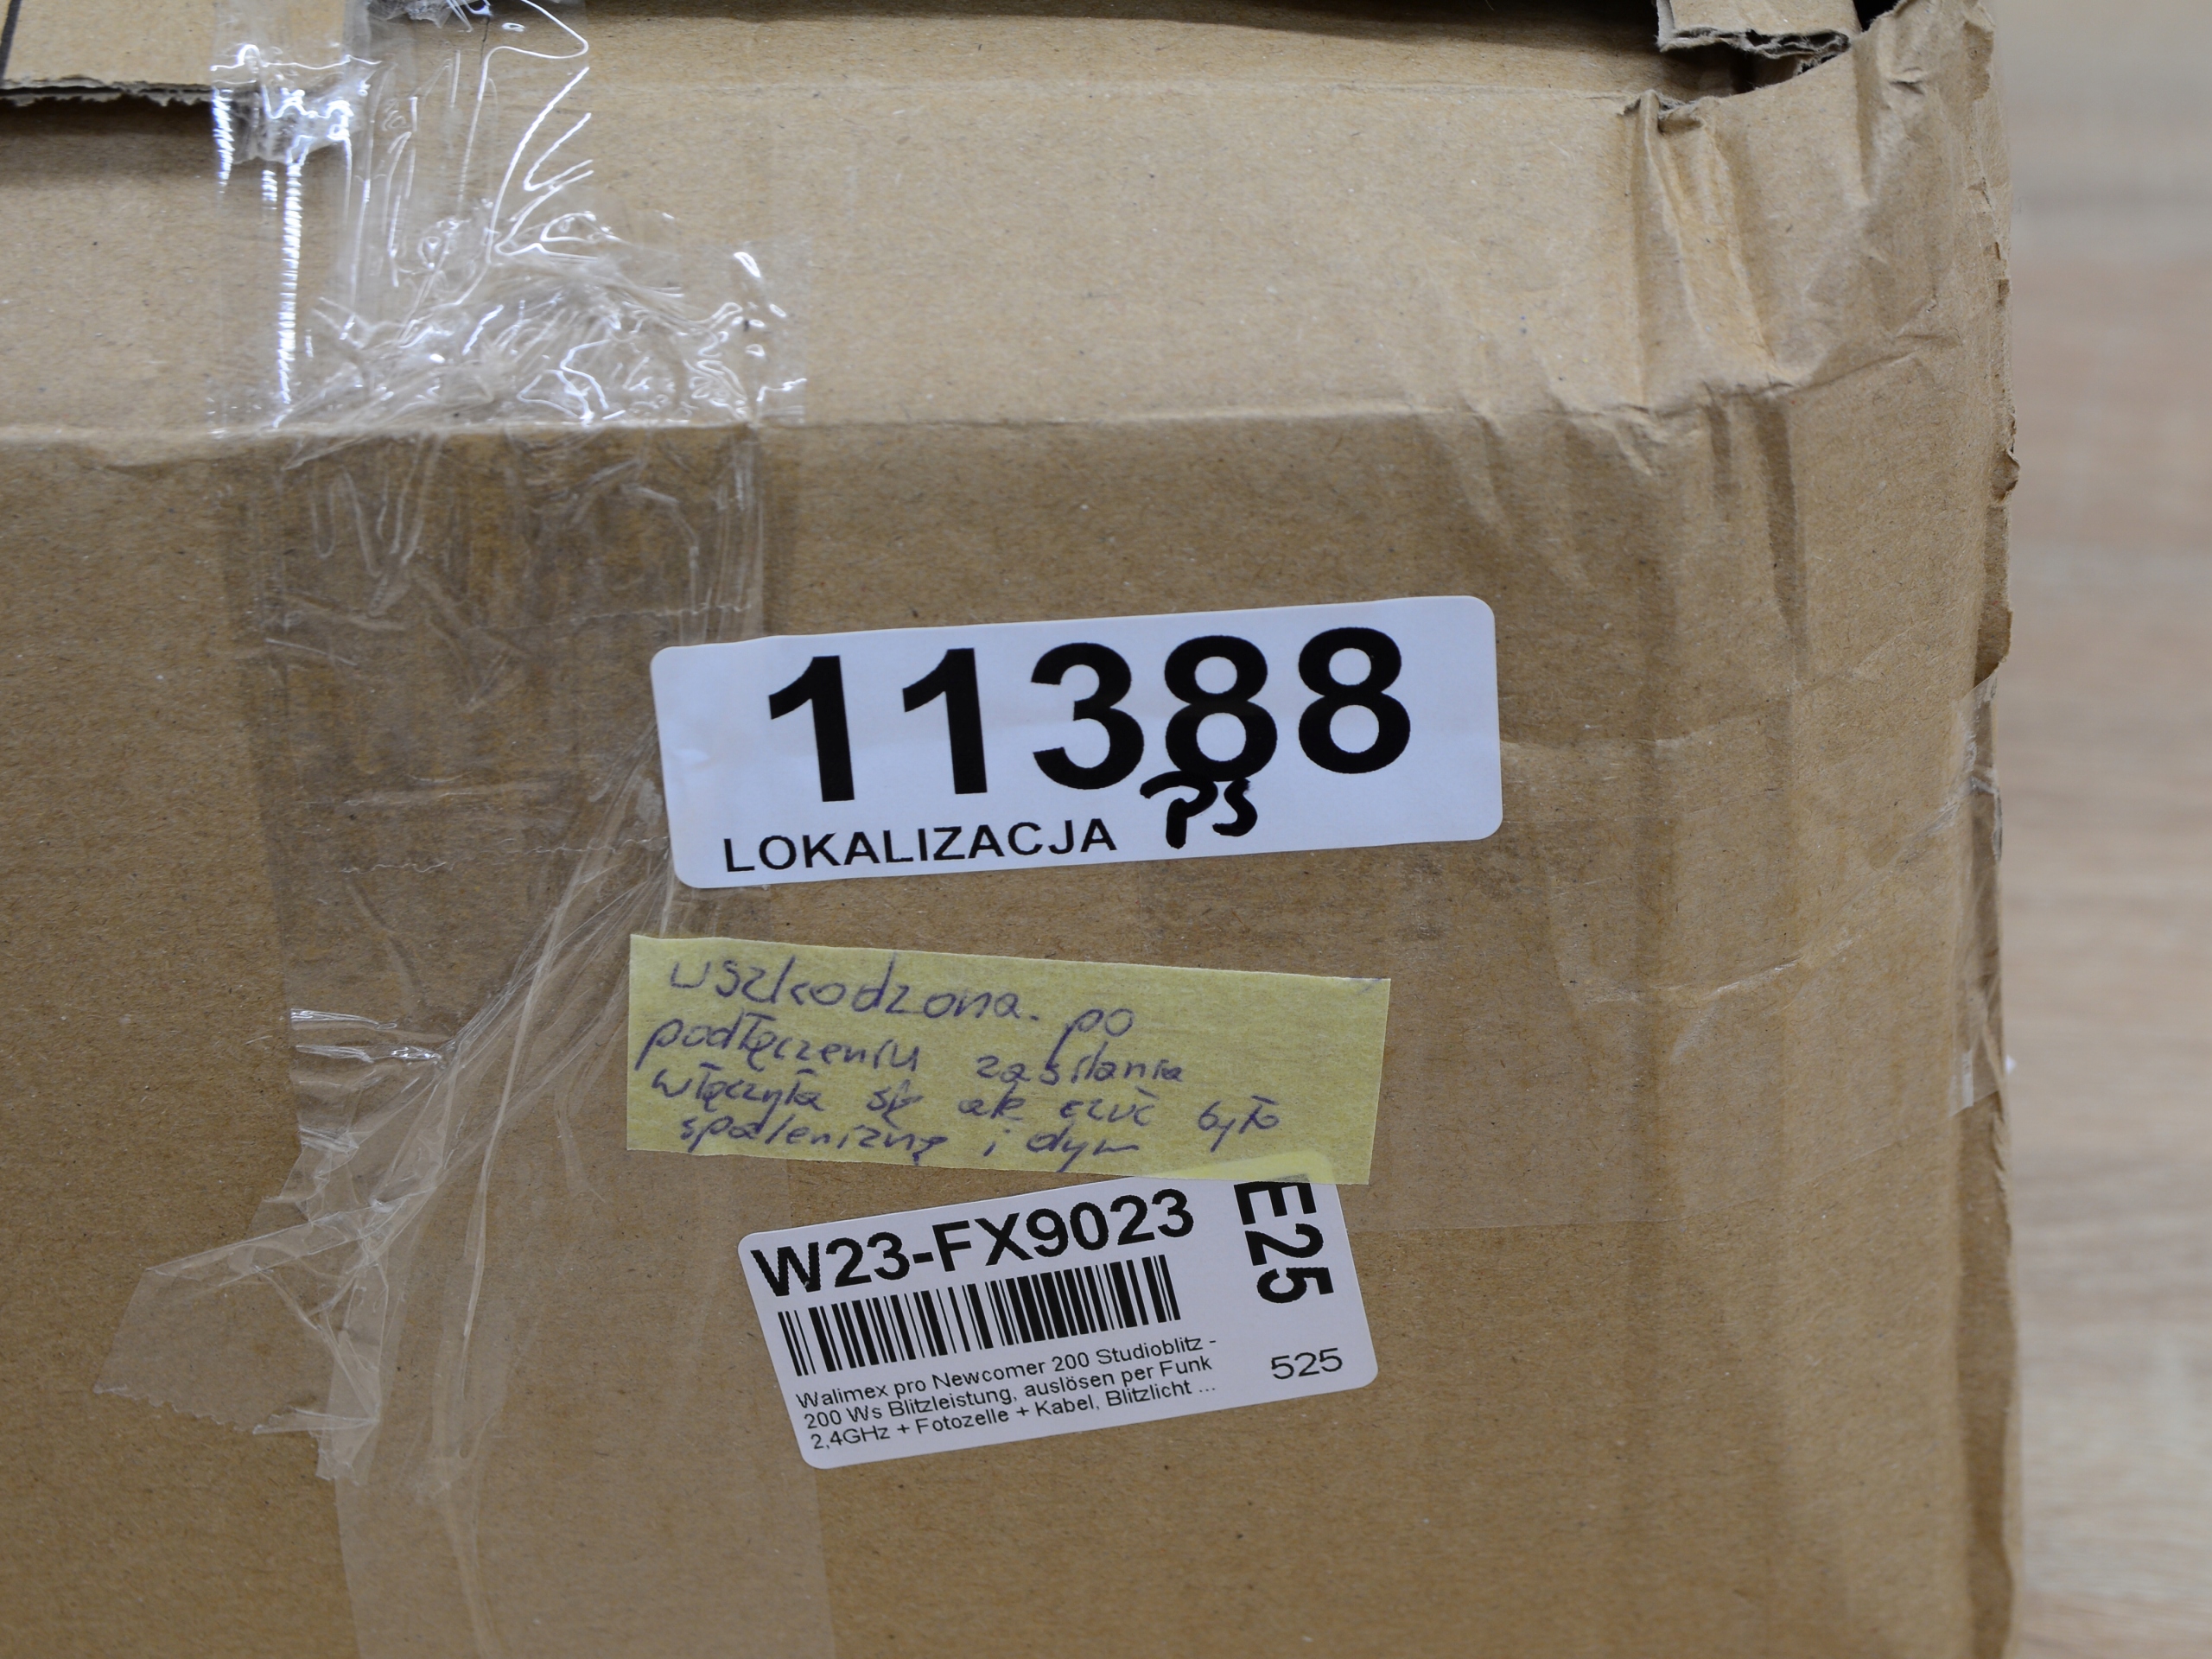 11388
LOKALIZACJA PS
uszkodzona. po
podłączeniu zasilania
włączyła się ale czuć było
spaleniznę i dym
W23-FX9023
E25
Walimex pro Newcomer 200 Studioblitz -
200 Ws Blitzleistung, auslösen per Funk
2,4GHz + Fotozelle + Kabel, Blitzlicht ...
525